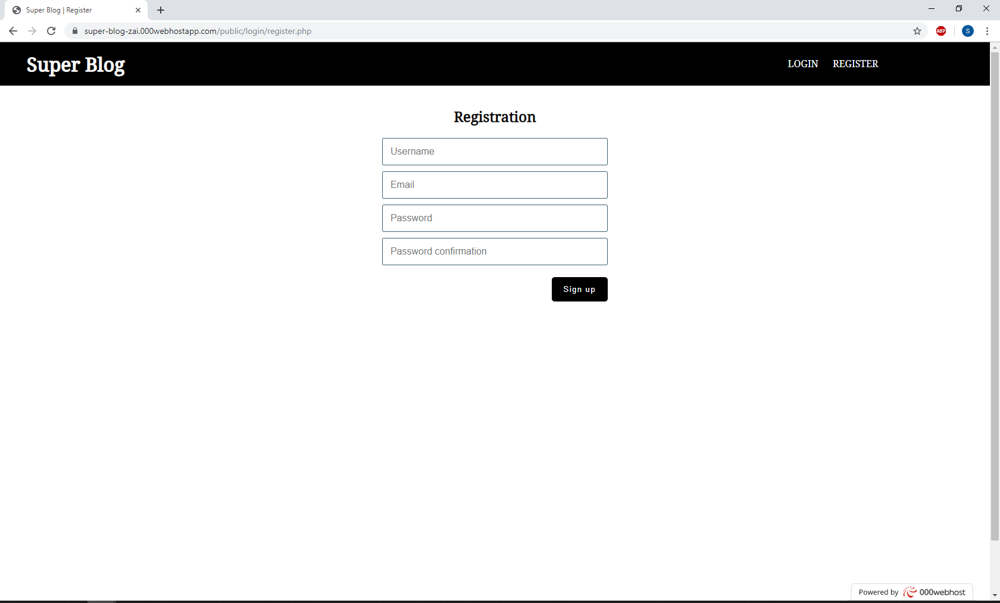 Super Blog | Register
super-blog-zai.000webhostapp.com/public/login/register.php
ABP
S
Super Blog
LOGIN REGISTER
Registration
Username
Email
Password
Password confirmation
Sign up
Powered by 000webhost